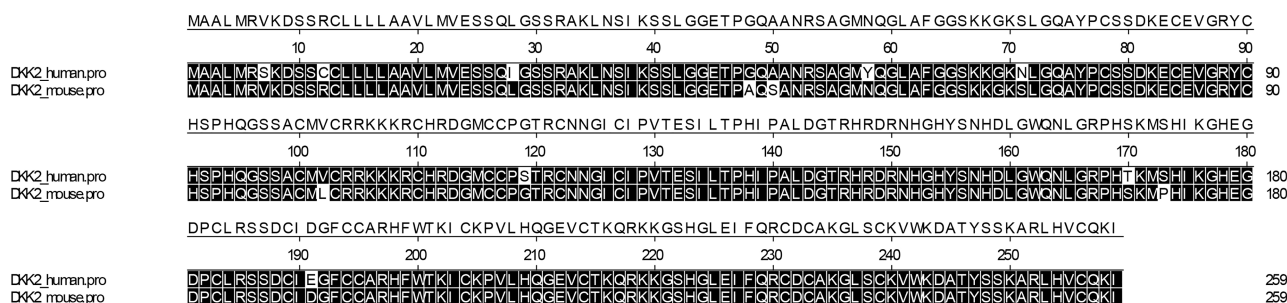 MAALMRVKDSSRCLLLLAAVLMVESSQLGSSRAKLNSIKSSLGGETPGQAANRSAGMNQGLAFGGSKKGKSLGQAYPCSSDKECEVGRYC
10 20 30 40 50 60 70 80 90
DKK2_human.pro MAALMRSKDSSCCLLLLAAVLMVESSQIGSSRAKLNSIKSSLGGETPGQAANRSAGMYQGLAFGGSKKGKNLGQAYPCSSDKECEVGRYC 90
DKK2_mouse.pro MAALMRVKDSSRCLLLLAAVLMVESSQLGSSRAKLNSIKSSLGGETPAQSANRSAGMNQGLAFGGSKKGKSLGQAYPCSSDKECEVGRYC 90
HSPHQGSSACMVCRRKKKRCHRDGMCCPGTRCNNGICIPVTESILTPHIPALDGTRHRDRNHGHYSNHDLGWQNLGRPHSKMSHIKGHEG
100 110 120 130 140 150 160 170 180
DKK2_human.pro HSPHQGSSACMVCRRKKKRCHRDGMCCPSTRCNNGICIPVTESILTPHIPALDGTRHRDRNHGHYSNHDLGWQNLGRPHTKMSHIKGHEG 180
DKK2_mouse.pro HSPHQGSSACMLCRRKKKRCHRDGMCCPGTRCNNGICIPVTESILTPHIPALDGTRHRDRNHGHYSNHDLGWQNLGRPHSKMPHIKGHEG 180
DPCLRSSDCIDGFCCARHFWTKICKPVLHQGEVCTKQRKKGSHGLEIFQRCDCAKGLSCKVWKDATYSSKARLHVCQKI
190 200 210 220 230 240 250
DKK2_human.pro DPCLRSSDCIEGFCCARHFWTKICKPVLHQGEVCTKQRKKGSHGLEIFQRCDCAKGLSCKVWKDATYSSKARLHVCQKI 259
DKK2_mouse.pro DPCLRSSDCIDGFCCARHFWTKICKPVLHQGEVCTKQRKKGSHGLEIFQRCDCAKGLSCKVWKDATYSSKARLHVCQKI 259